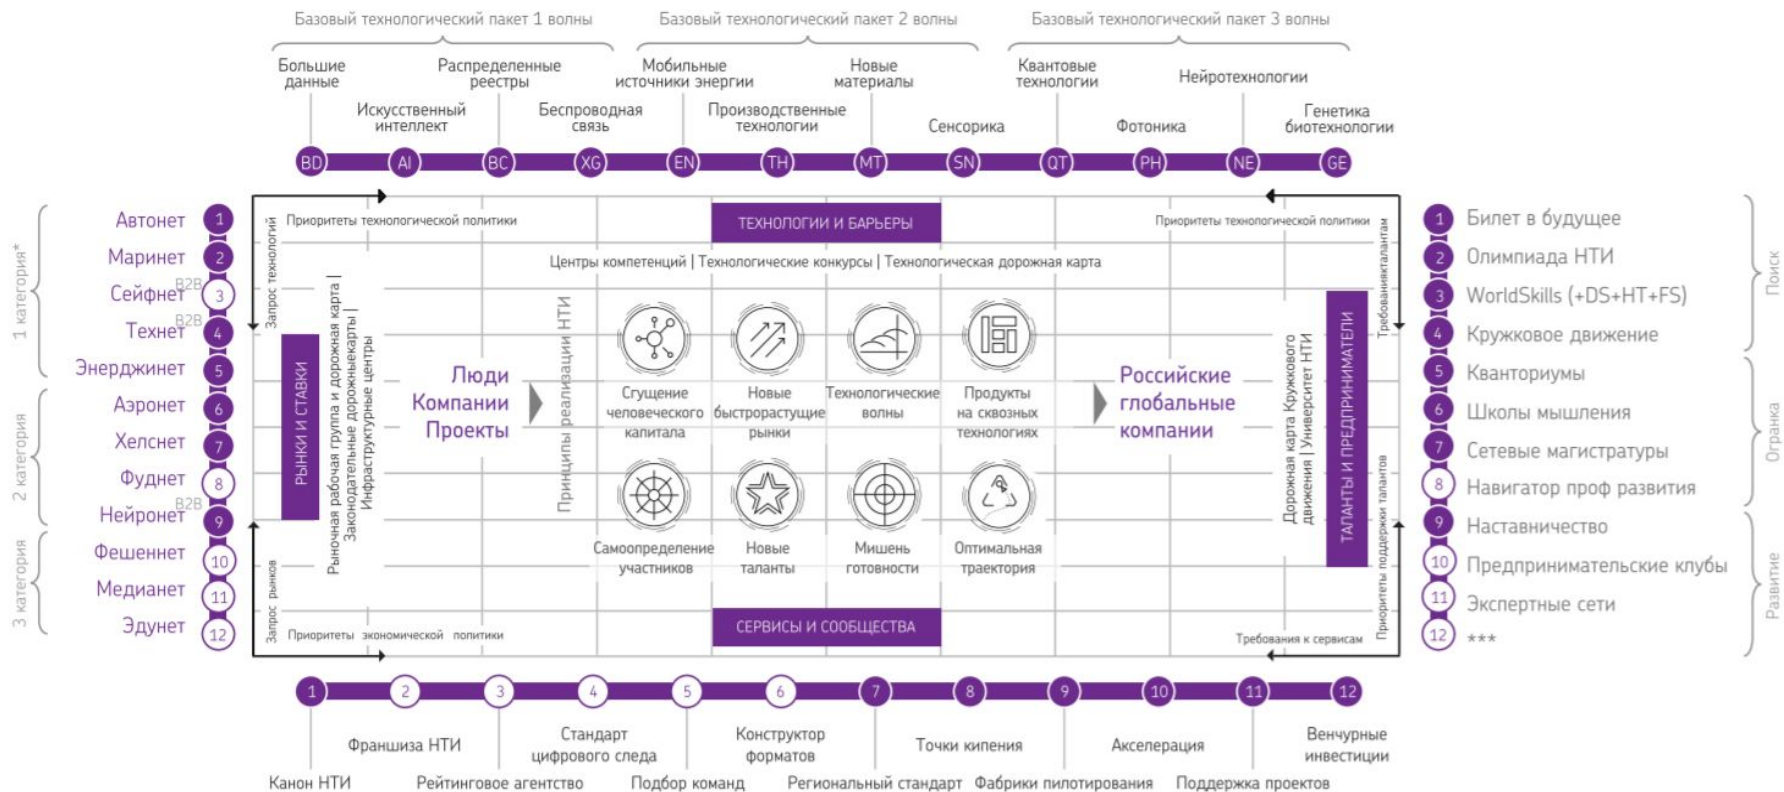 Базовый технологический пакет 1 волны
Базовый технологический пакет 2 волны
Базовый технологический пакет 3 волны
Большие
данные
Искусственный
интеллект
Распределенные
реестры
Беспроводная
связь
Мобильные
источники энергии
Производственные
технологии
Новые
материалы
Сенсорика
Квантовые
технологии
Фотоника
Нейротехнологии
Генетика
биотехнологии
BD
AI
BC
XG
EN
TH
MT
SN
QT
PH
NE
GE
1 категория*
2 категория
3 категория
Автонет 1
Маринет 2
Сейфнет B2B 3
Технет B2B 4
Энерджинет 5
Аэронет 6
Хелснет 7
Фуднет 8
Нейронет B2B 9
Фешеннет 10
Медианет 11
Эдунет 12
Запрос технологий
Приоритеты технологической политики
ТЕХНОЛОГИИ И БАРЬЕРЫ
Приоритеты технологической политики
Требованиякталантам
Центры компетенций | Технологические конкурсы | Технологическая дорожная карта
РЫНКИ И СТАВКИ
Рыночная рабочая группа и дорожная карта |
Законодательные дорожныекарты |
Инфраструктурные центры
Люди
Компании
Проекты
Принципы реализации НТИ
Сгущение
человеческого
капитала
Новые
быстрорастущие
рынки
Технологические
волны
Продукты
на сквозных
технологиях
Самоопределение
участников
Новые
таланты
Мишень
готовности
Оптимальная
траектория
Российские
глобальные
компании
Дорожная карта Кружкового
движения | Университет НТИ
ТАЛАНТЫ И ПРЕДПРИНИМАТЕЛИ
Запрос рынков
Приоритеты экономической политики
СЕРВИСЫ И СООБЩЕСТВА
Требования к сервисам
Приоритеты поддержки талантов
1 Билет в будущее
2 Олимпиада НТИ
3 WorldSkills (+DS+HT+FS)
4 Кружковое движение
5 Кванториумы
6 Школы мышления
7 Сетевые магистратуры
8 Навигатор проф развития
9 Наставничество
10 Предпринимательские клубы
11 Экспертные сети
12 ***
Поиск
Огранка
Развитие
1
2
3
4
5
6
7
8
9
10
11
12
Канон НТИ
Франшиза НТИ
Рейтинговое агентство
Стандарт
цифрового следа
Подбор команд
Конструктор
форматов
Региональный стандарт
Точки кипения
Фабрики пилотирования
Акселерация
Поддержка проектов
Венчурные
инвестиции